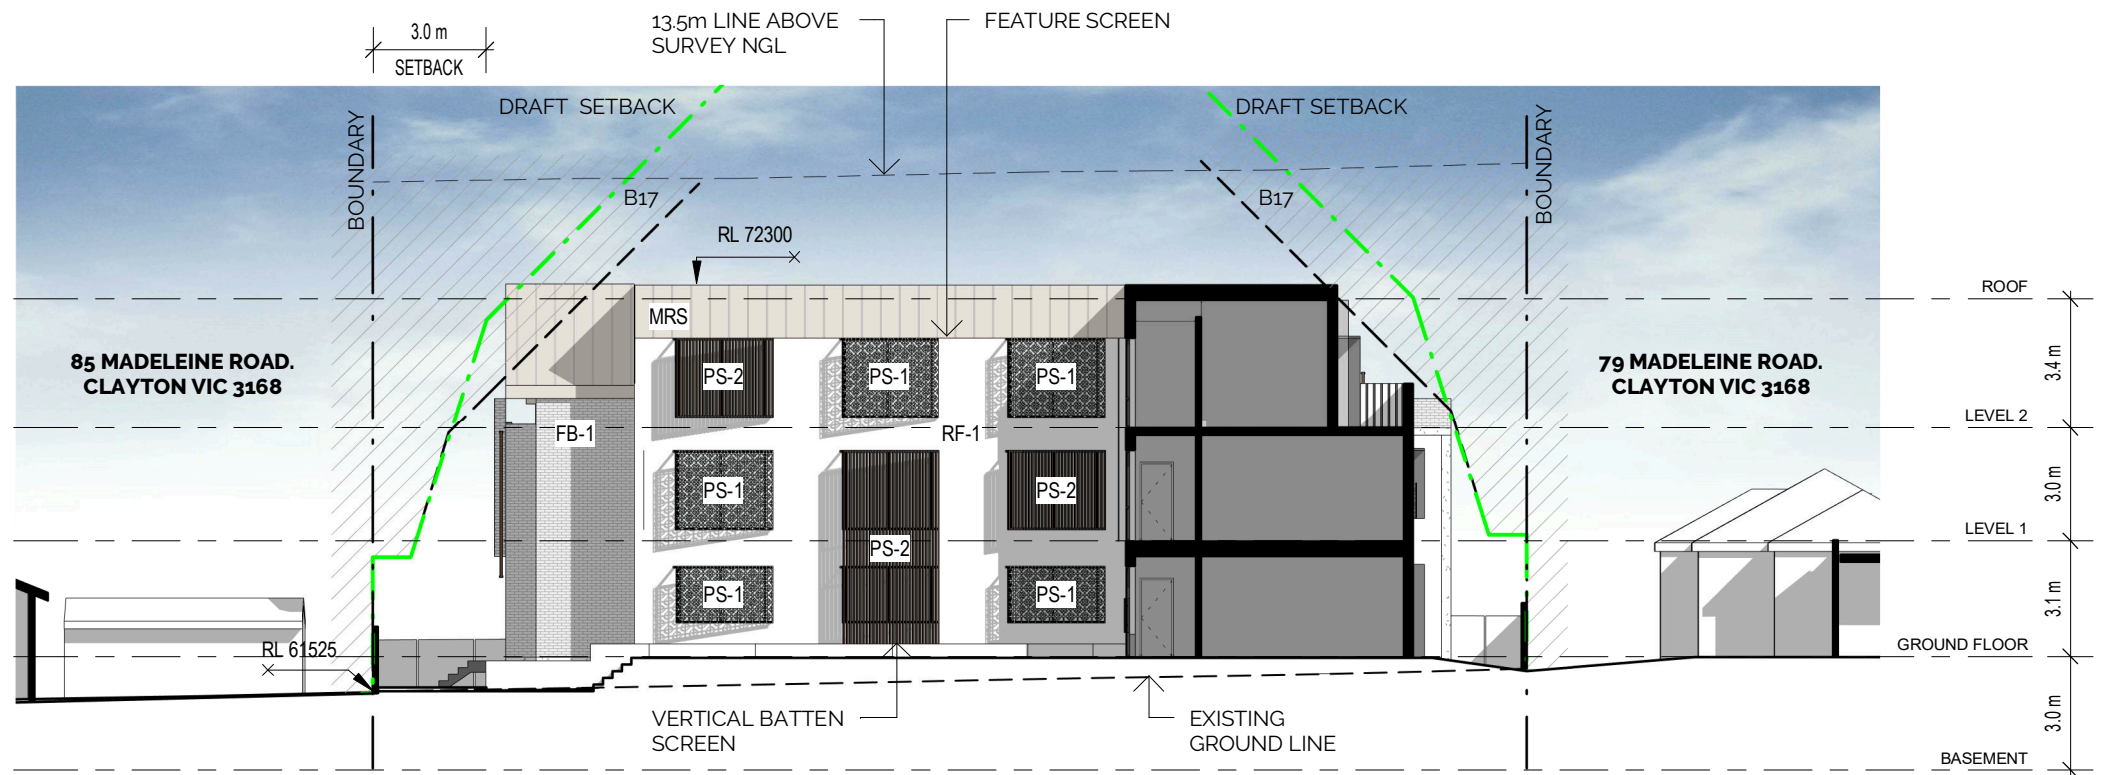 3.0 m
SETBACK
13.5m LINE ABOVE
SURVEY NGL
FEATURE SCREEN
DRAFT SETBACK
DRAFT SETBACK
BOUNDARY
BOUNDARY
B17
B17
RL 72300
ROOF
MRS
85 MADELEINE ROAD.
CLAYTON VIC 3168
PS-2
PS-1
PS-1
79 MADELEINE ROAD.
CLAYTON VIC 3168
3.4 m
LEVEL 2
FB-1
RF-1
PS-1
PS-2
3.0 m
LEVEL 1
PS-2
PS-1
PS-1
3.1 m
RL 61525
GROUND FLOOR
VERTICAL BATTEN
SCREEN
EXISTING
GROUND LINE
3.0 m
BASEMENT